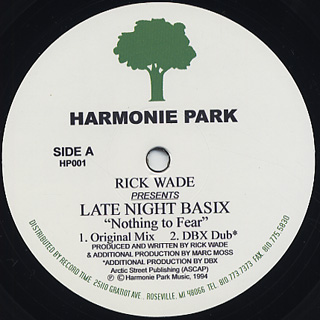 HARMONIE PARK
SIDE A
HP001
RICK WADE
PRESENTS
LATE NIGHT BASIX
"Nothing to Fear"
1. Original Mix 2. DBX Dub*
PRODUCED AND WRITTEN BY RICK WADE
& ADDITIONAL PRODUCTION BY MARC MOSS
*ADDITIONAL PRODUCTION BY DBX
Arctic Street Publishing (ASCAP)
Ⓟ © Harmonie Park Music, 1994
DISTRIBUTED BY RECORD TIME. 25110 GRATIOT AVE., ROSEVILLE, MI 48066 TEL 810 773 7373 FAX 810.775.5830